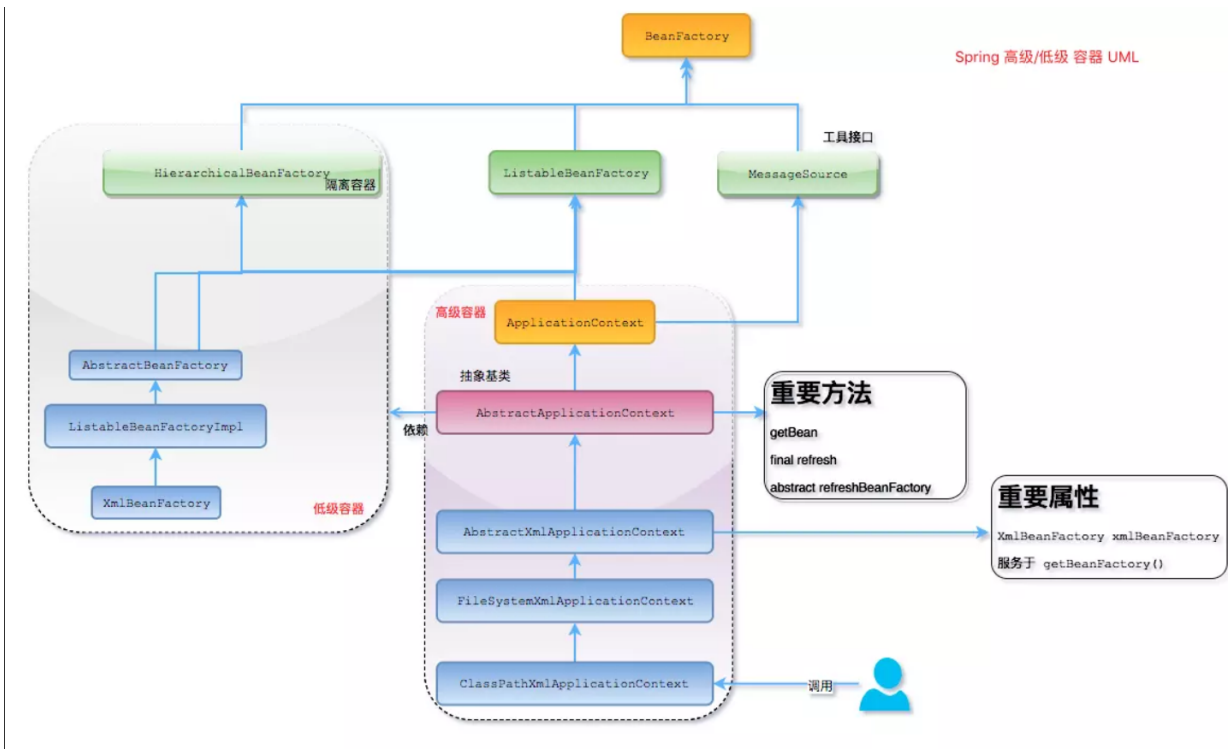 BeanFactory
Spring 高级/低级 容器 UML
工具接口
HierarchicalBeanFactory
隔离容器
ListableBeanFactory
MessageSource
高级容器
ApplicationContext
AbstractBeanFactory
抽象基类
AbstractApplicationContext
依赖
ListableBeanFactoryImpl
XmlBeanFactory
低级容器
重要方法
getBean
final refresh
abstract refreshBeanFactory
AbstractXmlApplicationContext
重要属性
XmlBeanFactory xmlBeanFactory
服务于 getBeanFactory()
FileSystemXmlApplicationContext
ClassPathXmlApplicationContext
调用